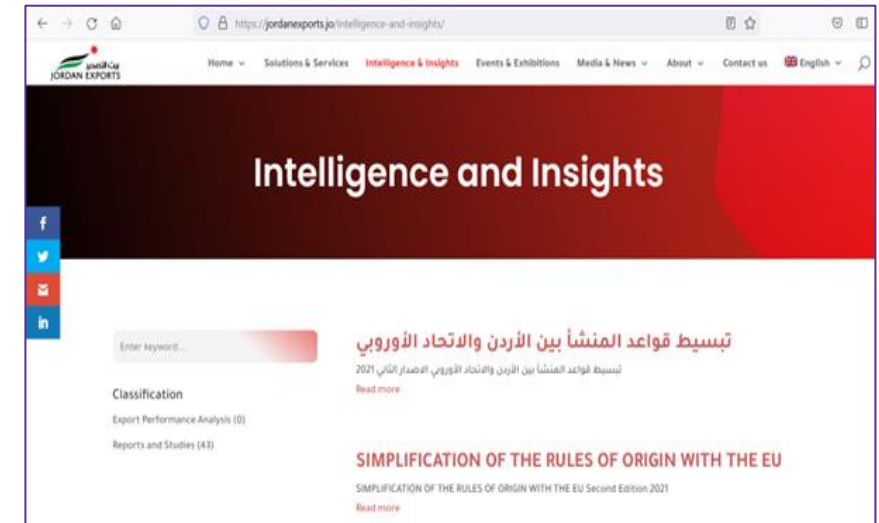 https://jordanexports.jo/intelligence-and-insights/
بيت التصدير
JORDAN EXPORTS
Home
Solutions & Services
Intelligence & Insights
Events & Exhibitions
Media & News
About
Contact us
English
Intelligence and Insights
f
in
Enter keyword...
Classification
Export Performance Analysis (0)
Reports and Studies (43)
تبسيط قواعد المنشأ بين الأردن والاتحاد الأوروبي
تبسيط قواعد المنشأ بين الأردن والاتحاد الأوروبي الاصدار الثاني 2021
Read more
SIMPLIFICATION OF THE RULES OF ORIGIN WITH THE EU
SIMPLIFICATION OF THE RULES OF ORIGIN WITH THE EU Second Edition 2021
Read more